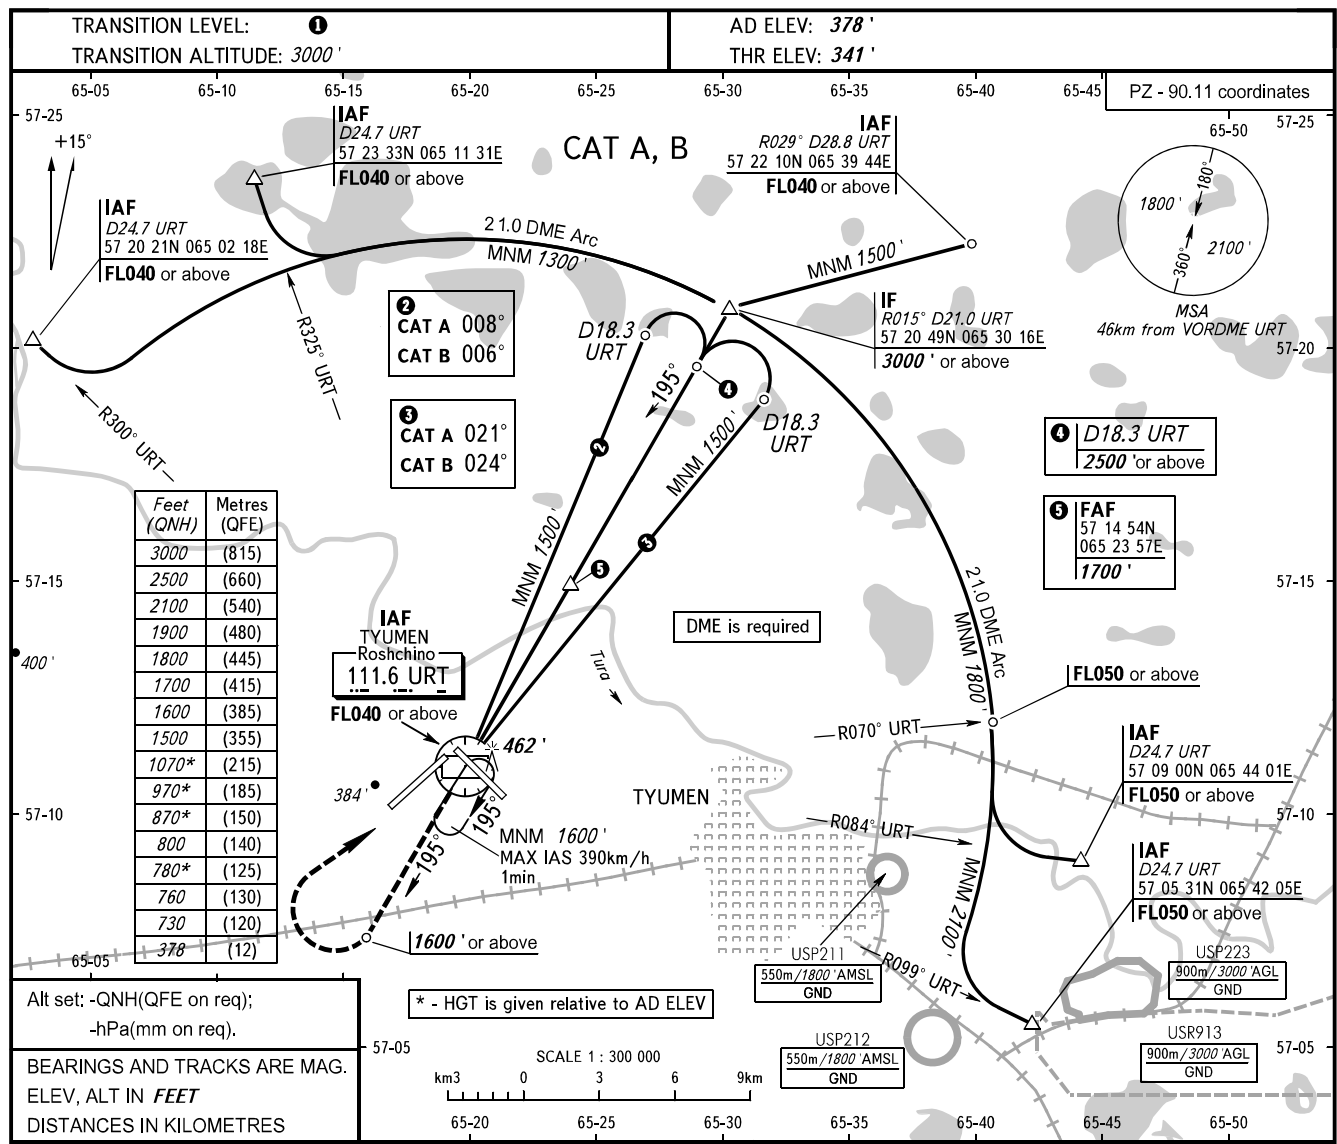 TRANSITION LEVEL: ❶
TRANSITION ALTITUDE: 3000'
AD ELEV: 378'
THR ELEV: 341'
65-05 65-10 65-15 65-20 65-25 65-30 65-35 65-40 65-45
PZ - 90.11 coordinates
65-50
57-25
57-25
+15°
IAF
D24.7 URT
57 23 33N 065 11 31E
FL040 or above
CAT A, B
IAF
R029° D28.8 URT
57 22 10N 065 39 44E
FL040 or above
180°
1800'
2100'
360°
MSA
46km from VORDME URT
IAF
D24.7 URT
57 20 21N 065 02 18E
FL040 or above
21.0 DME Arc
MNM 1300'
MNM 1500'
IF
R015° D21.0 URT
57 20 49N 065 30 16E
3000' or above
❷
CAT A 008°
CAT B 006°
D18.3
URT
R325° URT
57-20
195°
❹
❸
CAT A 021°
CAT B 024°
D18.3
URT
R300° URT
❷
MNM 1500'
❹ D18.3 URT
2500' or above
❺ FAF
57 14 54N
065 23 57E
1700'
MNM 1500'
❸
❺
57-15
57-15
Feet
(QNH)
Metres
(QFE)
3000 (815)
2500 (660)
2100 (540)
1900 (480)
1800 (445)
1700 (415)
1600 (385)
1500 (355)
1070* (215)
970* (185)
870* (150)
800 (140)
780* (125)
760 (130)
730 (120)
378 (12)
400'
DME is required
21.0 DME Arc
MNM 1800'
IAF
TYUMEN
Roshchino
111.6 URT
FL040 or above
Tura
FL050 or above
R070° URT
462'
IAF
D24.7 URT
57 09 00N 065 44 01E
FL050 or above
384'
TYUMEN
57-10
57-10
195°
195°
MNM 1600'
MAX IAS 390km/h
1min
R084° URT
MNM 2100'
IAF
D24.7 URT
57 05 31N 065 42 05E
FL050 or above
1600' or above
65-05
USP211
550m/1800'AMSL
GND
R099° URT
USP223
900m/3000'AGL
GND
* - HGT is given relative to AD ELEV
USP212
550m/1800'AMSL
GND
USR913
900m/3000'AGL
GND
Alt set: -QNH(QFE on req);
-hPa(mm on req).
57-05
57-05
BEARINGS AND TRACKS ARE MAG.
ELEV, ALT IN FEET
DISTANCES IN KILOMETRES
SCALE 1 : 300 000
km3 0 3 6 9km
65-20 65-25 65-30 65-35 65-40 65-45 65-50